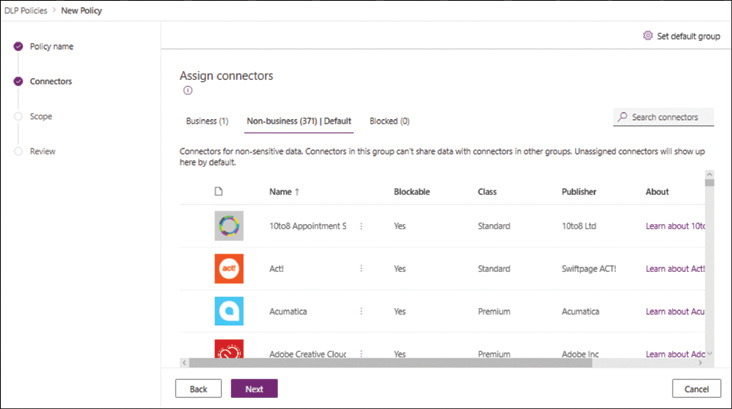 DLP Policies > New Policy
Policy name
Connectors
Scope
Review
Set default group
Assign connectors
Business (1)
Non-business (371) | Default
Blocked (0)
Search connectors
Connectors for non-sensitive data. Connectors in this group can't share data with connectors in other groups. Unassigned connectors will show up
here by default.
Name ↑ Blockable Class Publisher About
10to8 Appointment S Yes Standard 10to8 Ltd Learn about 10to
act!
Act! Yes Standard Swiftpage ACT! Learn about Act!
Acumatica Yes Premium Acumatica Learn about Acu
Adobe Creative Clouc Yes Premium Adobe Inc Learn about Adc
Back
Next
Cancel